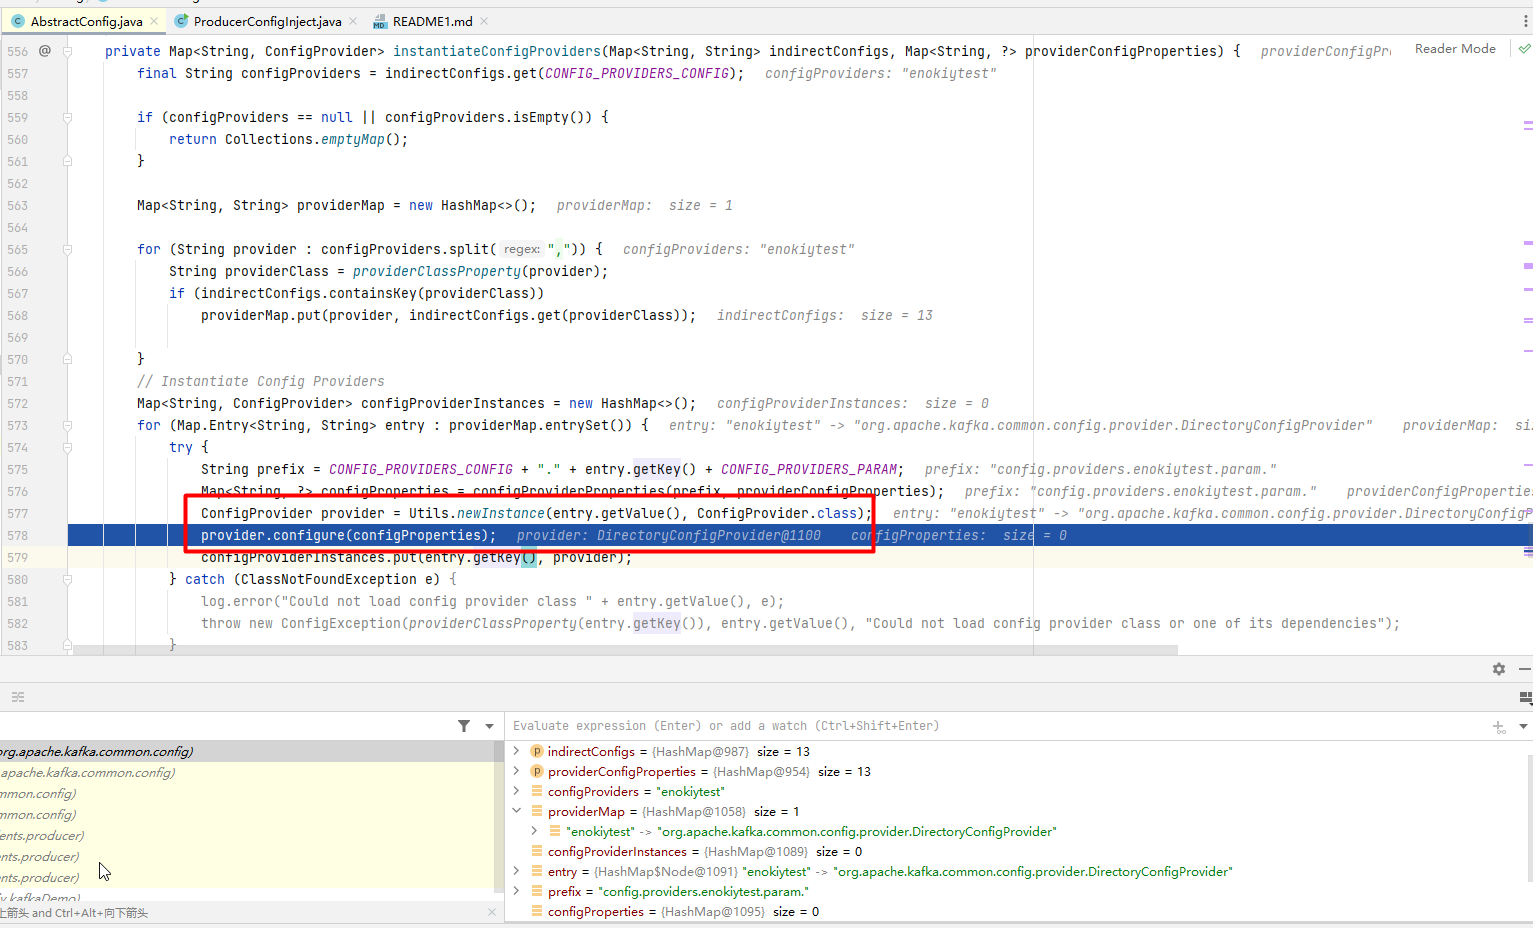 AbstractConfig.java × ProducerConfigInject.java × README1.md ×
556 @ private Map<String, ConfigProvider> instantiateConfigProviders(Map<String, String> indirectConfigs, Map<String, ?> providerConfigProperties) { providerConfigPr Reader Mode
557 final String configProviders = indirectConfigs.get(CONFIG_PROVIDERS_CONFIG); configProviders: "enokiytest"
558
559 if (configProviders == null || configProviders.isEmpty()) {
560 return Collections.emptyMap();
561 }
562
563 Map<String, String> providerMap = new HashMap<>(); providerMap: size = 1
564
565 for (String provider : configProviders.split( regex: ",")) { configProviders: "enokiytest"
566 String providerClass = providerClassProperty(provider);
567 if (indirectConfigs.containsKey(providerClass))
568 providerMap.put(provider, indirectConfigs.get(providerClass)); indirectConfigs: size = 13
569
570 }
571 // Instantiate Config Providers
572 Map<String, ConfigProvider> configProviderInstances = new HashMap<>(); configProviderInstances: size = 0
573 for (Map.Entry<String, String> entry : providerMap.entrySet()) { entry: "enokiytest" -> "org.apache.kafka.common.config.provider.DirectoryConfigProvider" providerMap: si
574 try {
575 String prefix = CONFIG_PROVIDERS_CONFIG + "." + entry.getKey() + CONFIG_PROVIDERS_PARAM; prefix: "config.providers.enokiytest.param."
576 Map<String, ?> configProperties = configProviderProperties(prefix, providerConfigProperties); prefix: "config.providers.enokiytest.param." providerConfigProperties
577 ConfigProvider provider = Utils.newInstance(entry.getValue(), ConfigProvider.class); entry: "enokiytest" -> "org.apache.kafka.common.config.provider.DirectoryConfigP
578 provider.configure(configProperties); provider: DirectoryConfigProvider@1100 configProperties: size = 0
579 configProviderInstances.put(entry.getKey(), provider);
580 } catch (ClassNotFoundException e) {
581 log.error("Could not load config provider class " + entry.getValue(), e);
582 throw new ConfigException(providerClassProperty(entry.getKey()), entry.getValue(), "Could not load config provider class or one of its dependencies");
583 }
Evaluate expression (Enter) or add a watch (Ctrl+Shift+Enter)
org.apache.kafka.common.config)
.apache.kafka.common.config)
mmon.config)
mmon.config)
ents.producer)
ents.producer)
ents.producer)
y.kafkaDemo)
上箭头 and Ctrl+Alt+向下箭头 ×
indirectConfigs = {HashMap@987} size = 13
providerConfigProperties = {HashMap@954} size = 13
configProviders = "enokiytest"
providerMap = {HashMap@1058} size = 1
"enokiytest" -> "org.apache.kafka.common.config.provider.DirectoryConfigProvider"
configProviderInstances = {HashMap@1089} size = 0
entry = {HashMap$Node@1091} "enokiytest" -> "org.apache.kafka.common.config.provider.DirectoryConfigProvider"
prefix = "config.providers.enokiytest.param."
configProperties = {HashMap@1095} size = 0